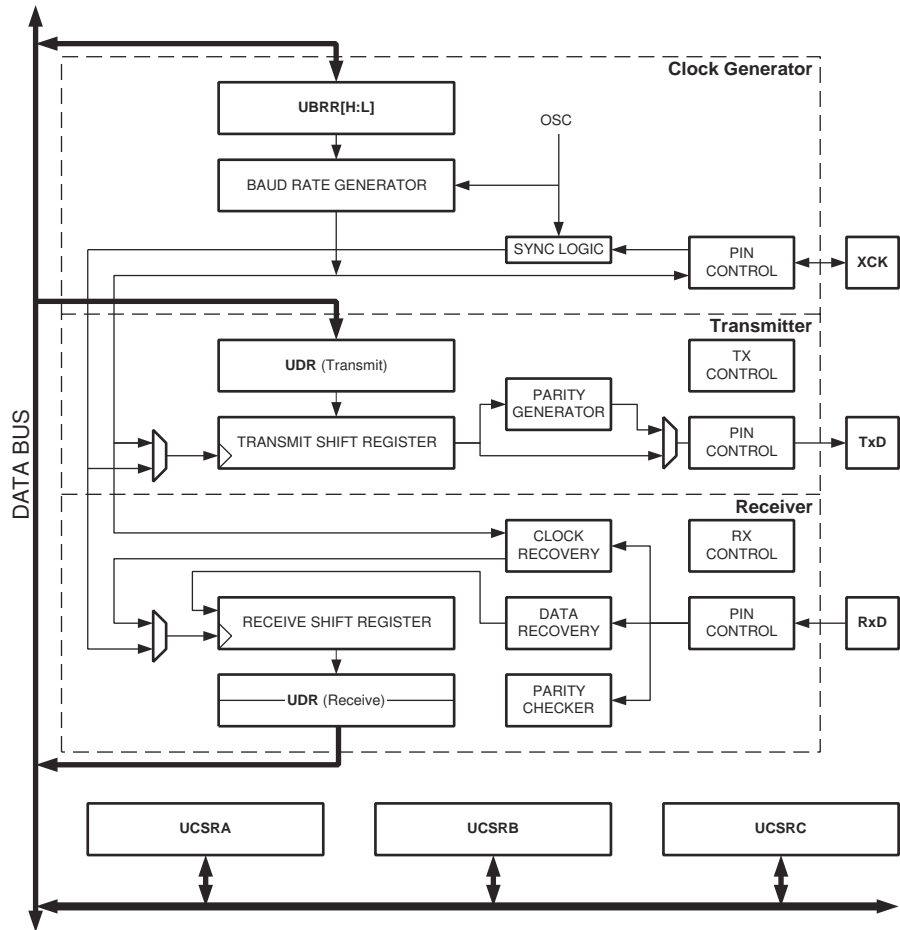 Clock Generator
UBRR[H:L]
OSC
BAUD RATE GENERATOR
SYNC LOGIC
PIN
CONTROL
XCK
Transmitter
UDR (Transmit)
TX
CONTROL
PARITY
GENERATOR
TRANSMIT SHIFT REGISTER
PIN
CONTROL
TxD
DATA BUS
Receiver
CLOCK
RECOVERY
RX
CONTROL
RECEIVE SHIFT REGISTER
DATA
RECOVERY
PIN
CONTROL
RxD
UDR (Receive)
PARITY
CHECKER
UCSRA
UCSRB
UCSRC